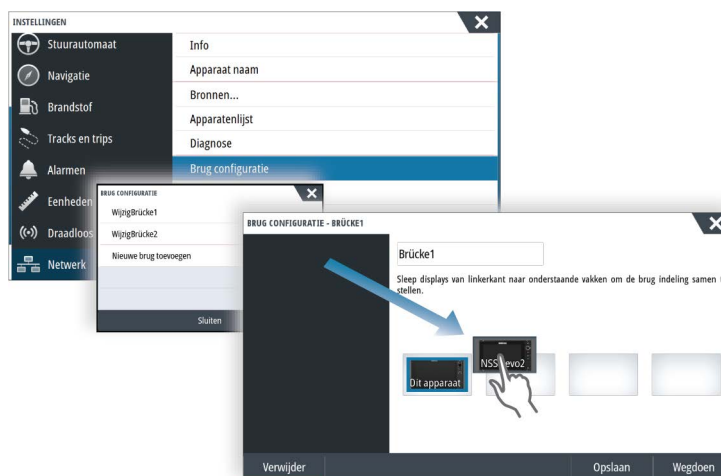 INSTELLINGEN
Stuurautomaat
Navigatie
Brandstof
Tracks en trips
Alarmen
Eenheden
Draadloos
Netwerk
Info
Apparaat naam
Bronnen...
Apparatenlijst
Diagnose
Brug configuratie
BRUG CONFIGURATIE
WijzigBrücke1
WijzigBrücke2
Nieuwe brug toevoegen
Sluiten
BRUG CONFIGURATIE - BRÜCKE1
Brücke1
Sleep displays van linkerkant naar onderstaande vakken om de brug indeling samen
stellen.
Dit apparaat
evo2
Verwijder
Opslaan
Wegdoen